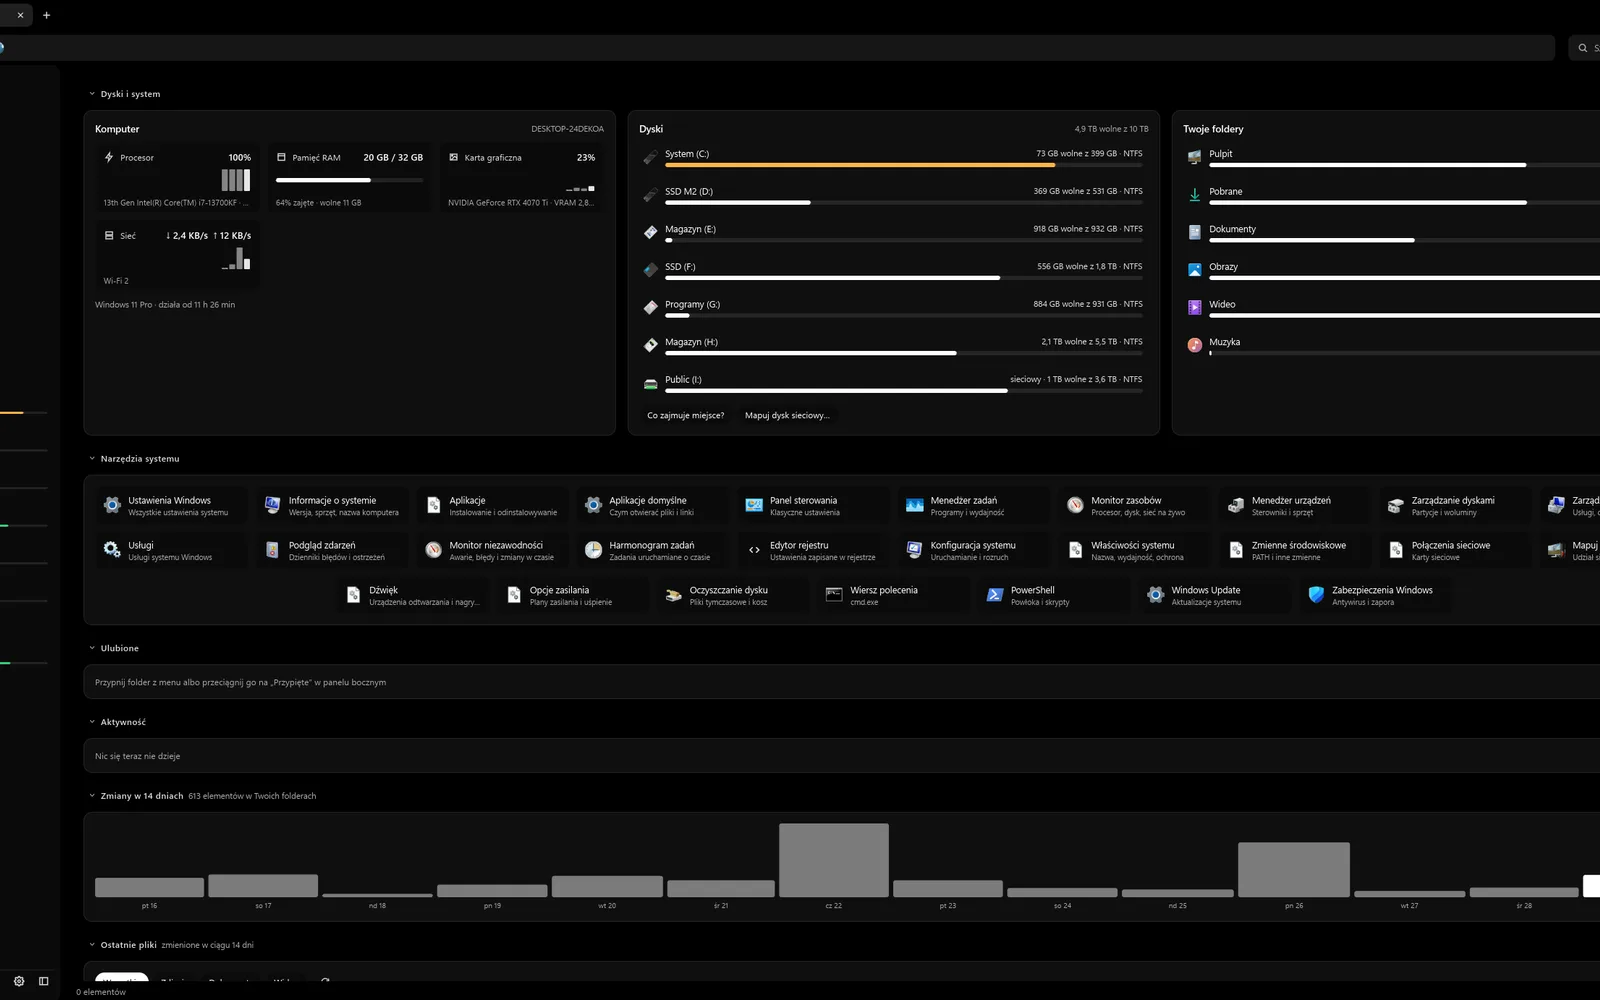 Dyski i system
Komputer
DESKTOP-24DEKOA
Procesor 100%
13th Gen Intel(R) Core(TM) i7-13700KF · ...
Pamięć RAM 20 GB / 32 GB
64% zajęte · wolne 11 GB
Karta graficzna 23%
NVIDIA GeForce RTX 4070 Ti · VRAM 2,8...
Sieć ↓ 2,4 KB/s ↑ 12 KB/s
Wi-Fi 2
Windows 11 Pro · działa od 11 h 26 min
Dyski
4,9 TB wolne z 10 TB
System (C:) 73 GB wolne z 399 GB · NTFS
SSD M2 (D:) 369 GB wolne z 531 GB · NTFS
Magazyn (E:) 918 GB wolne z 932 GB · NTFS
SSD (F:) 556 GB wolne z 1,8 TB · NTFS
Programy (G:) 884 GB wolne z 931 GB · NTFS
Magazyn (H:) 2,1 TB wolne z 5,5 TB · NTFS
Public (I:) sieciowy · 1 TB wolne z 3,6 TB · NTFS
Co zajmuje miejsce? Mapuj dysk sieciowy...
Twoje foldery
Pulpit
Pobrane
Dokumenty
Obrazy
Wideo
Muzyka
Narzędzia systemu
Ustawienia Windows
Wszystkie ustawienia systemu
Informacje o systemie
Wersja, sprzęt, nazwa komputera
Aplikacje
Instalowanie i odinstalowywanie
Aplikacje domyślne
Czym otwierać pliki i linki
Panel sterowania
Klasyczne ustawienia
Menedżer zadań
Programy i wydajność
Monitor zasobów
Procesor, dysk, sieć na żywo
Menedżer urządzeń
Sterowniki i sprzęt
Zarządzanie dyskami
Partycje i woluminy
Zarząd
Usługi,
Usługi
Usługi systemu Windows
Podgląd zdarzeń
Dzienniki błędów i ostrzeżeń
Monitor niezawodności
Awarie, błędy i zmiany w czasie
Harmonogram zadań
Zadania uruchamiane o czasie
Edytor rejestru
Ustawienia zapisane w rejestrze
Konfiguracja systemu
Uruchamianie i rozruch
Właściwości systemu
Nazwa, wydajność, ochrona
Zmienne środowiskowe
PATH i inne zmienne
Połączenia sieciowe
Karty sieciowe
Mapuj
Udział s
Dźwięk
Urządzenia odtwarzania i nagry...
Opcje zasilania
Plany zasilania i uśpienie
Oczyszczanie dysku
Pliki tymczasowe i kosz
Wiersz polecenia
cmd.exe
PowerShell
Powłoka i skrypty
Windows Update
Aktualizacje systemu
Zabezpieczenia Windows
Antywirus i zapora
Ulubione
Przypnij folder z menu albo przeciągnij go na „Przypięte” w panelu bocznym
Aktywność
Nic się teraz nie dzieje
Zmiany w 14 dniach 613 elementów w Twoich folderach
pt 16 so 17 nd 18 pn 19 wt 20 śr 21 cz 22 pt 23 so 24 nd 25 pn 26 wt 27 śr 28
Ostatnie pliki zmienione w ciągu 14 dni
0 elementów